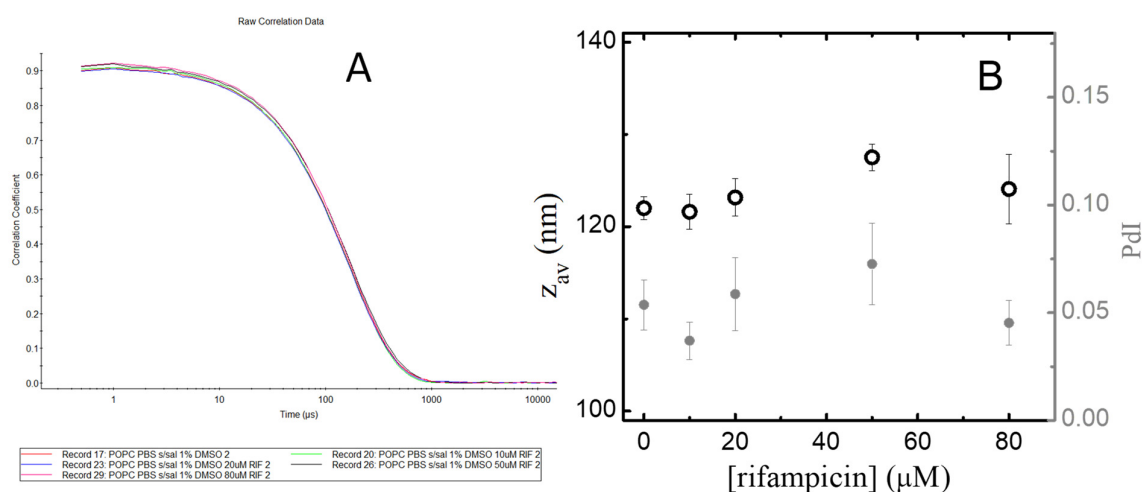 Raw Correlation Data
A
Correlation Coefficient
0.9
0.8
0.7
0.6
0.5
0.4
0.3
0.2
0.1
0.0
1 10 100 1000 10000
Time (µs)
Record 17: POPC PBS s/sal 1% DMSO 2 Record 20: POPC PBS s/sal 1% DMSO 10uM RIF 2
Record 23: POPC PBS s/sal 1% DMSO 20uM RIF 2 Record 26: POPC PBS s/sal 1% DMSO 50uM RIF 2
Record 29: POPC PBS s/sal 1% DMSO 80uM RIF 2
B
z_av (nm)
140
120
100
PdI
0.15
0.10
0.05
0.00
0 20 40 60 80
[rifampicin] (µM)